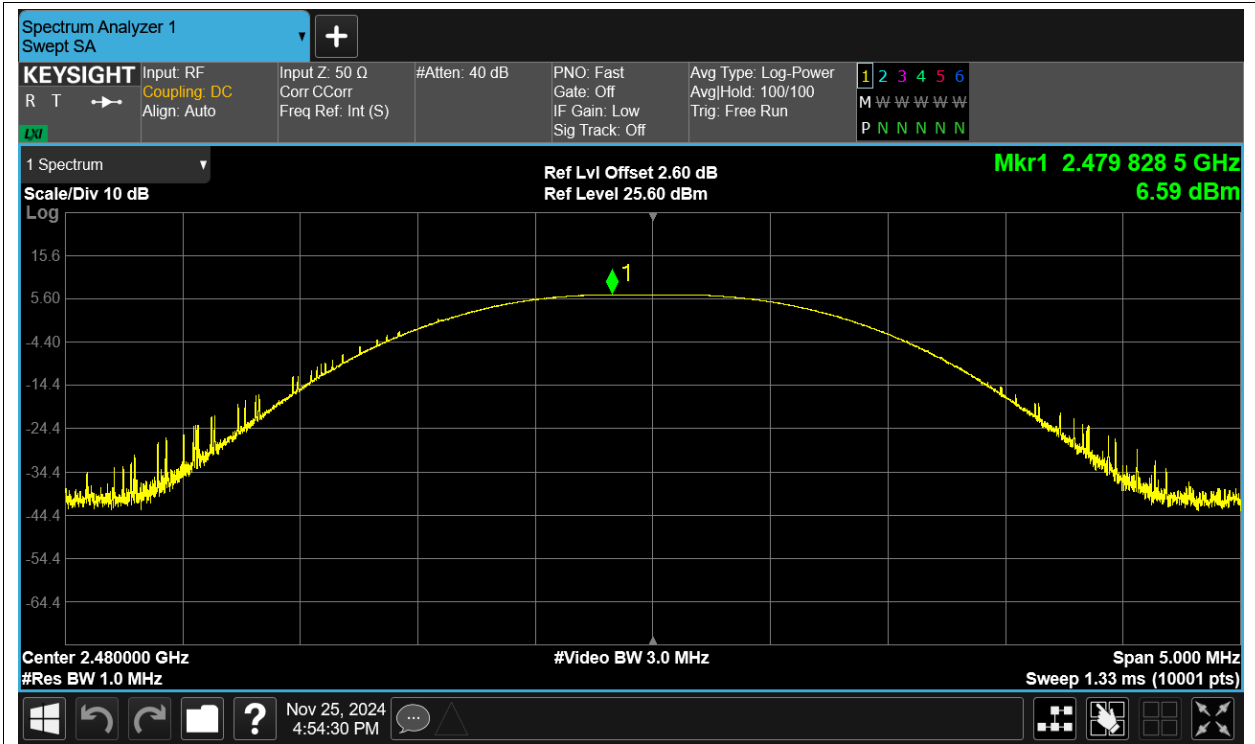 Spectrum Analyzer 1
Swept SA
KEYSIGHT
R T
LXI
Input: RF
Coupling: DC
Align: Auto
Input Z: 50 Ω
Corr CCorr
Freq Ref: Int (S)
#Atten: 40 dB
PNO: Fast
Gate: Off
IF Gain: Low
Sig Track: Off
Avg Type: Log-Power
Avg|Hold: 100/100
Trig: Free Run
1 2 3 4 5 6
M W W W W W
P N N N N N
1 Spectrum
Scale/Div 10 dB
Log
Ref Lvl Offset 2.60 dB
Ref Level 25.60 dBm
Mkr1 2.479 828 5 GHz
6.59 dBm
1
15.6
5.60
-4.40
-14.4
-24.4
-34.4
-44.4
-54.4
-64.4
Center 2.480000 GHz
#Res BW 1.0 MHz
#Video BW 3.0 MHz
Span 5.000 MHz
Sweep 1.33 ms (10001 pts)
?
Nov 25, 2024
4:54:30 PM